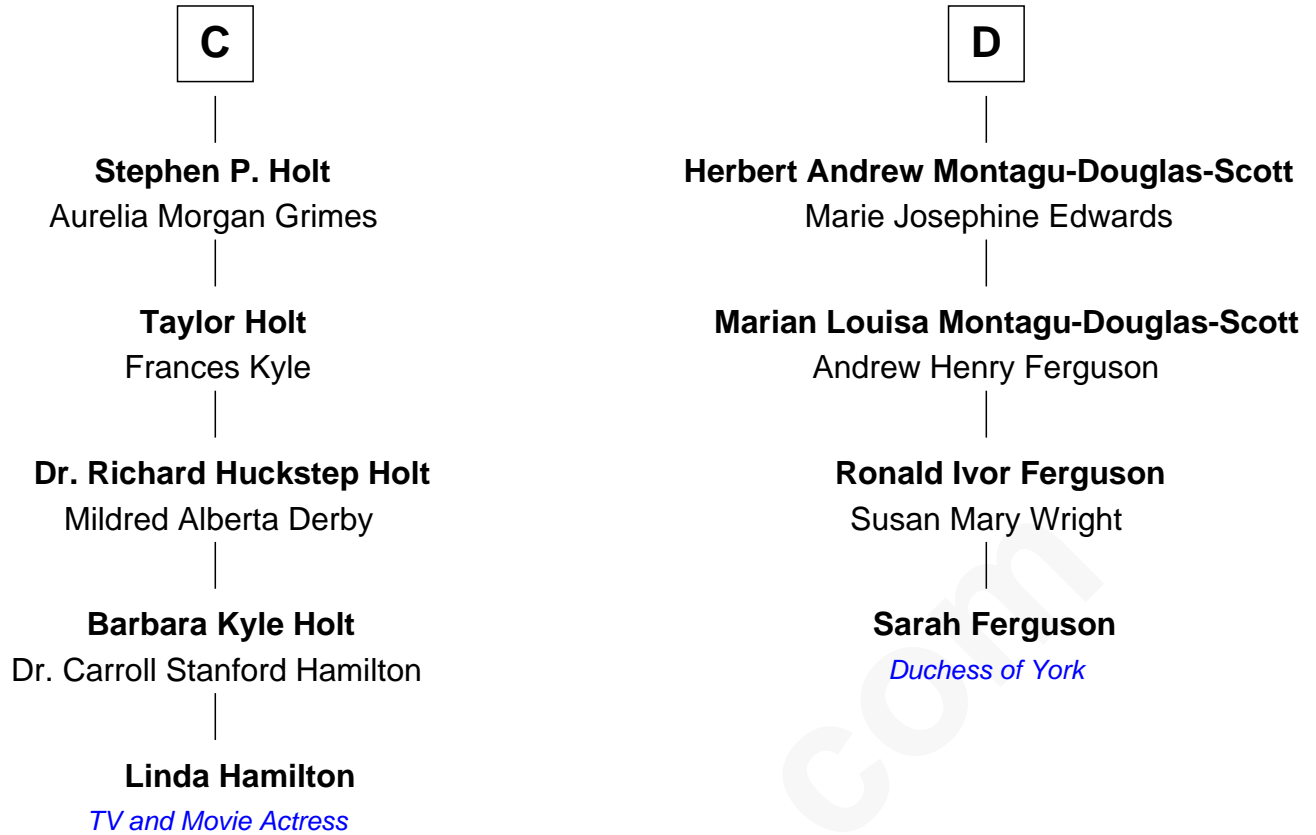 C
Stephen P. Holt
Aurelia Morgan Grimes
Taylor Holt
Frances Kyle
Dr. Richard Huckstep Holt
Mildred Alberta Derby
Barbara Kyle Holt
Dr. Carroll Stanford Hamilton
Linda Hamilton
TV and Movie Actress
D
Herbert Andrew Montagu-Douglas-Scott
Marie Josephine Edwards
Marian Louisa Montagu-Douglas-Scott
Andrew Henry Ferguson
Ronald Ivor Ferguson
Susan Mary Wright
Sarah Ferguson
Duchess of York
com